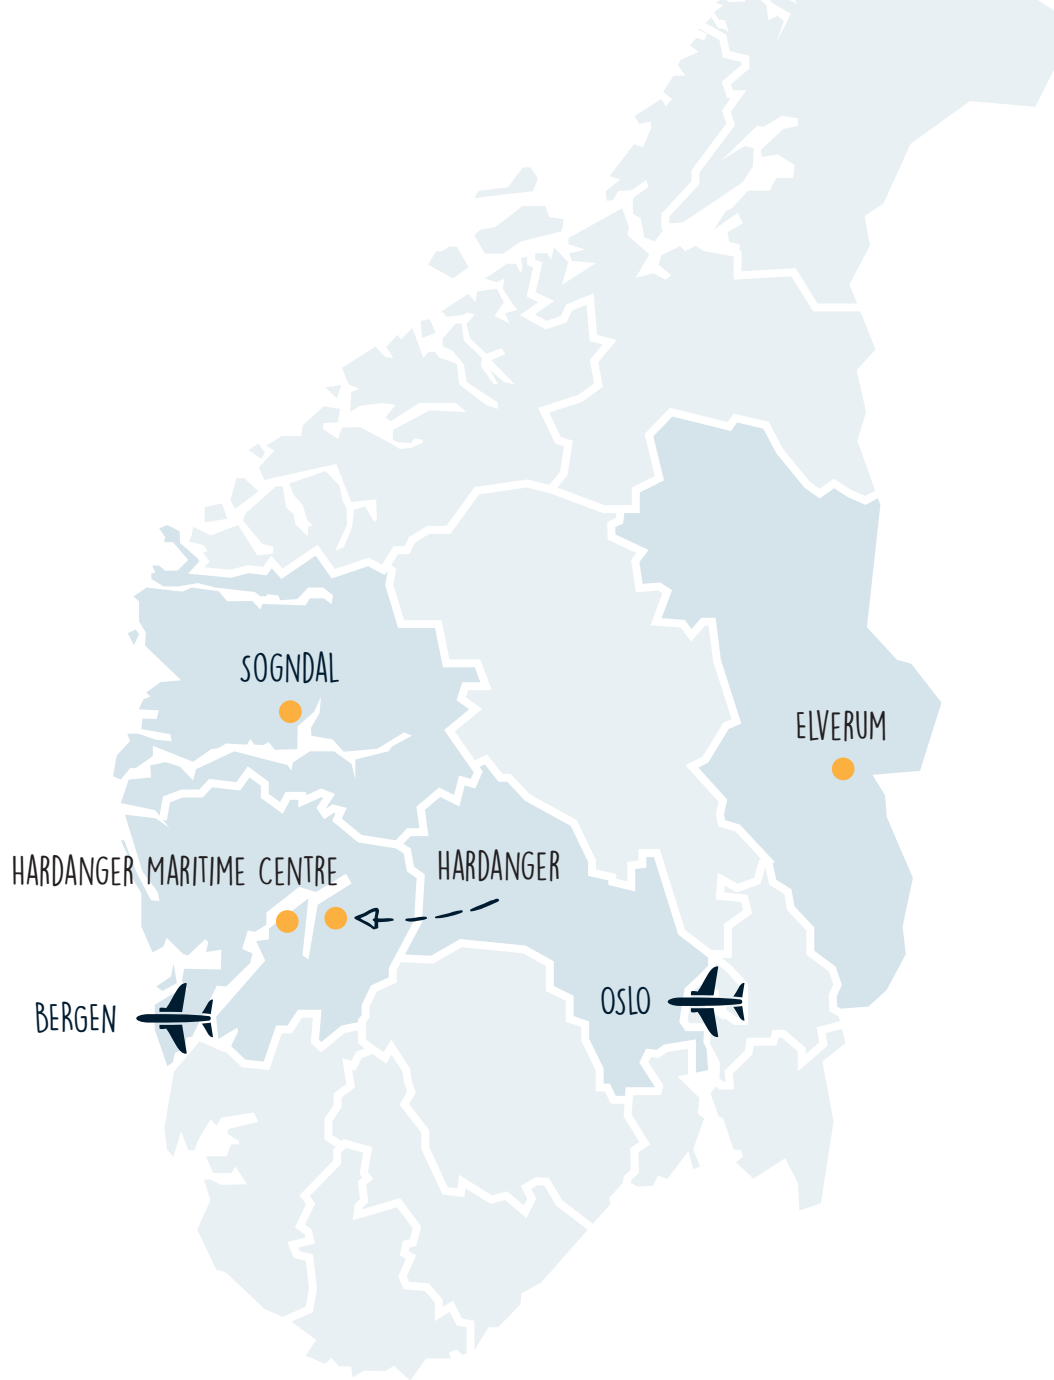 SOGNDAL
ELVERUM
HARDANGER MARITIME CENTRE
HARDANGER
BERGEN
OSLO